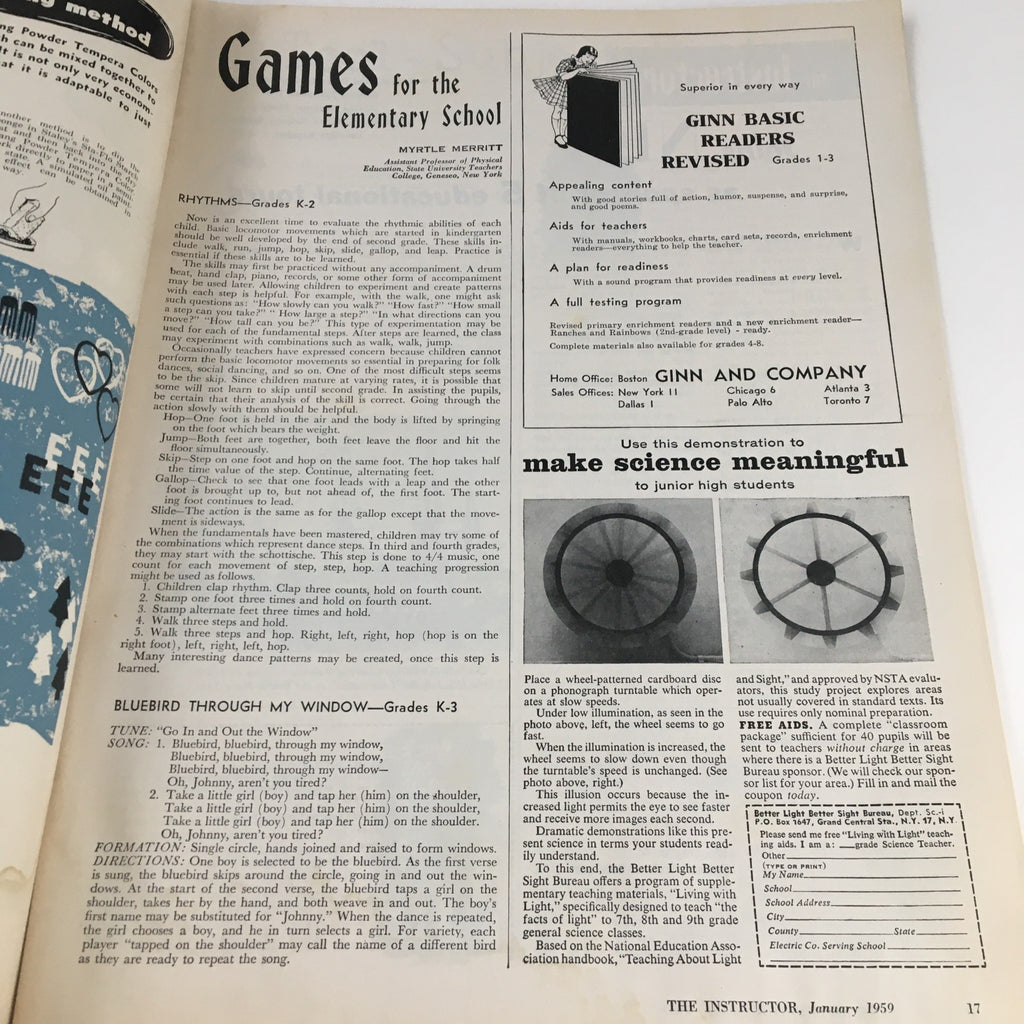 method
ng Powder Tempera Colors
h can be mixed together to
It is not only very econom-
at it is adaptable to just
Games for the
Elementary School
MYRTLE MERRITT
Assistant Professor of Physical
Education, State University Teachers
College, Geneseo, New York
RHYTHMS—Grades K-2
Now is an excellent time to evaluate the rhythmic abilities of each
child. Basic locomotor movements which are started in kindergarten
should be well developed by the end of second grade. These skills in-
clude walk, run, jump, hop, skip, slide, gallop, and leap. Practice is
essential if these skills are to be learned.
The skills may first be practiced without any accompaniment. A drum
beat, hand clap, piano, records, or some other form of accompaniment
may be used later. Allowing children to experiment and create patterns
with each step is helpful. For example, with the walk, one might ask
such questions as: "How slowly can you walk?" "How fast?" "How small
a step can you take?" " How large a step?" "In what directions can you
move?" "How tall can you be?" This type of experimentation may be
used for each of the fundamental steps. After steps are learned, the class
may experiment with combinations such as walk, walk, jump.
Occasionally teachers have expressed concern because children cannot
perform the basic locomotor movements so essential in preparing for folk
dances, social dancing, and so on. One of the most difficult steps seems
to be the skip. Since children mature at varying rates, it is possible that
some will not learn to skip until second grade. In assisting the pupils,
be certain that their analysis of the skill is correct. Going through the
action slowly with them should be helpful.
Hop—One foot is held in the air and the body is lifted by springing
on the foot which bears the weight.
Jump—Both feet are together, both feet leave the floor and hit the
floor simultaneously.
Skip—Step on one foot and hop on the same foot. The hop takes half
the time value of the step. Continue, alternating feet.
Gallop—Check to see that one foot leads with a leap and the other
foot is brought up to, but not ahead of, the first foot. The start-
ing foot continues to lead.
Slide—The action is the same as for the gallop except that the move-
ment is sideways.
When the fundamentals have been mastered, children may try some of
the combinations which represent dance steps. In third and fourth grades,
they may start with the schottische. This step is done to 4/4 music, one
count for each movement of step, step, hop. A teaching progression
might be used as follows.
1. Children clap rhythm. Clap three counts, hold on fourth count.
2. Stamp one foot three times and hold on fourth count.
3. Stamp alternate feet three times and hold.
4. Walk three steps and hold.
5. Walk three steps and hop. Right, left, right, hop (hop is on the
right foot), left, right, left, hop.
Many interesting dance patterns may be created, once this step is
learned.
BLUEBIRD THROUGH MY WINDOW—Grades K-3
TUNE: "Go In and Out the Window"
SONG: 1. Bluebird, bluebird, through my window,
Bluebird, bluebird, through my window,
Bluebird, bluebird, through my window—
Oh, Johnny, aren't you tired?
2. Take a little girl (boy) and tap her (him) on the shoulder,
Take a little girl (boy) and tap her (him) on the shoulder,
Take a little girl (boy) and tap her (him) on the shoulder.
Oh, Johnny, aren't you tired?
FORMATION: Single circle, hands joined and raised to form windows.
DIRECTIONS: One boy is selected to be the bluebird. As the first verse
is sung, the bluebird skips around the circle, going in and out the win-
dows. At the start of the second verse, the bluebird taps a girl on the
shoulder, takes her by the hand, and both weave in and out. The boy's
first name may be substituted for "Johnny." When the dance is repeated,
the girl chooses a boy, and he in turn selects a girl. For variety, each
player "tapped on the shoulder" may call the name of a different bird
as they are ready to repeat the song.
Superior in every way
GINN BASIC
READERS
REVISED Grades 1-3
Appealing content
With good stories full of action, humor, suspense, and surprise,
and good poems.
Aids for teachers
With manuals, workbooks, charts, card sets, records, enrichment
readers—everything to help the teacher.
A plan for readiness
With a sound program that provides readiness at every level.
A full testing program
Revised primary enrichment readers and a new enrichment reader—
Ranches and Rainbows (2nd-grade level) - ready.
Complete materials also available for grades 4-8.
Home Office: Boston GINN AND COMPANY
Sales Offices: New York 11 Chicago 6 Atlanta 3
Dallas 1 Palo Alto Toronto 7
Use this demonstration to
make science meaningful
to junior high students
Place a wheel-patterned cardboard disc
on a phonograph turntable which oper-
ates at slow speeds.
Under low illumination, as seen in the
photo above, left, the wheel seems to go
fast.
When the illumination is increased, the
wheel seems to slow down even though
the turntable's speed is unchanged. (See
photo above, right.)
This illusion occurs because the in-
creased light permits the eye to see faster
and receive more images each second.
Dramatic demonstrations like this pre-
sent science in terms your students read-
ily understand.
To this end, the Better Light Better
Sight Bureau offers a program of supple-
mentary teaching materials, "Living with
Light," specifically designed to teach "the
facts of light" to 7th, 8th and 9th grade
general science classes.
Based on the National Education Asso-
ciation handbook, "Teaching About Light
and Sight," and approved by NSTA evalu-
ators, this study project explores areas
not usually covered in standard texts. Its
use requires only nominal preparation.
FREE AIDS. A complete "classroom
package" sufficient for 40 pupils will be
sent to teachers without charge in areas
where there is a Better Light Better Sight
Bureau sponsor. (We will check our spon-
sor list for your area.) Fill in and mail the
coupon today.
Better Light Better Sight Bureau, Dept. Sc.-i
P.O. Box 1647, Grand Central Sta., N.Y. 17, N.Y.
Please send me free "Living with Light" teach-
ing aids. I am a: ___grade Science Teacher.
Other
(TYPE OR PRINT)
My Name
School
School Address
City
County State
Electric Co. Serving School
THE INSTRUCTOR, January 1959 17